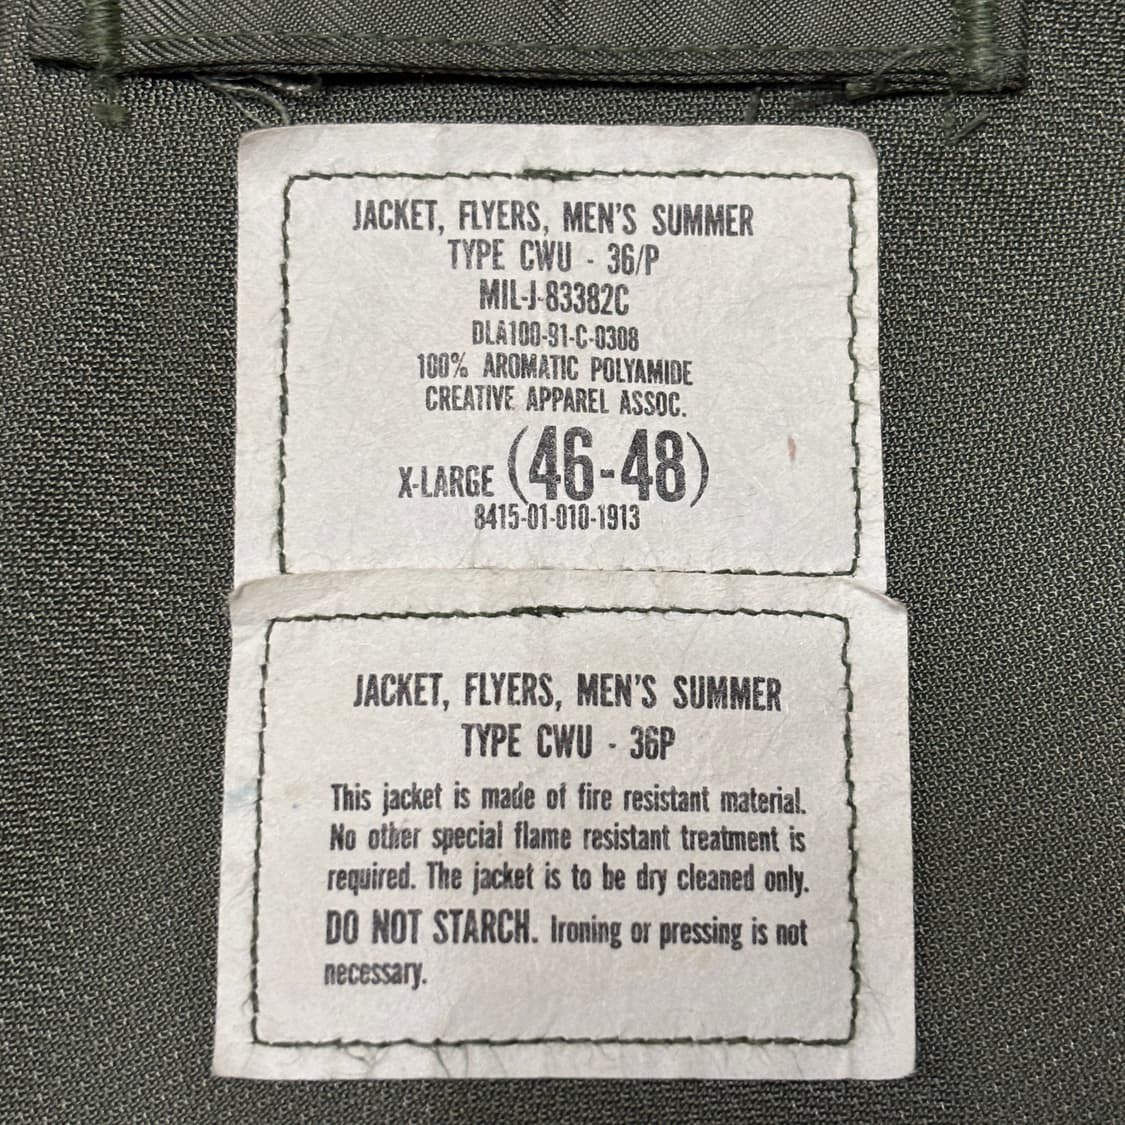 JACKET, FLYERS, MEN'S SUMMER
TYPE CWU - 36/P
MIL-J-83382C
DLA100-91-C-0308
100% AROMATIC POLYAMIDE
CREATIVE APPAREL ASSOC.
X-LARGE (46-48)
8415-01-010-1913
JACKET, FLYERS, MEN'S SUMMER
TYPE CWU - 36P
This jacket is made of fire resistant material.
No other special flame resistant treatment is
required. The jacket is to be dry cleaned only.
DO NOT STARCH. Ironing or pressing is not
necessary.